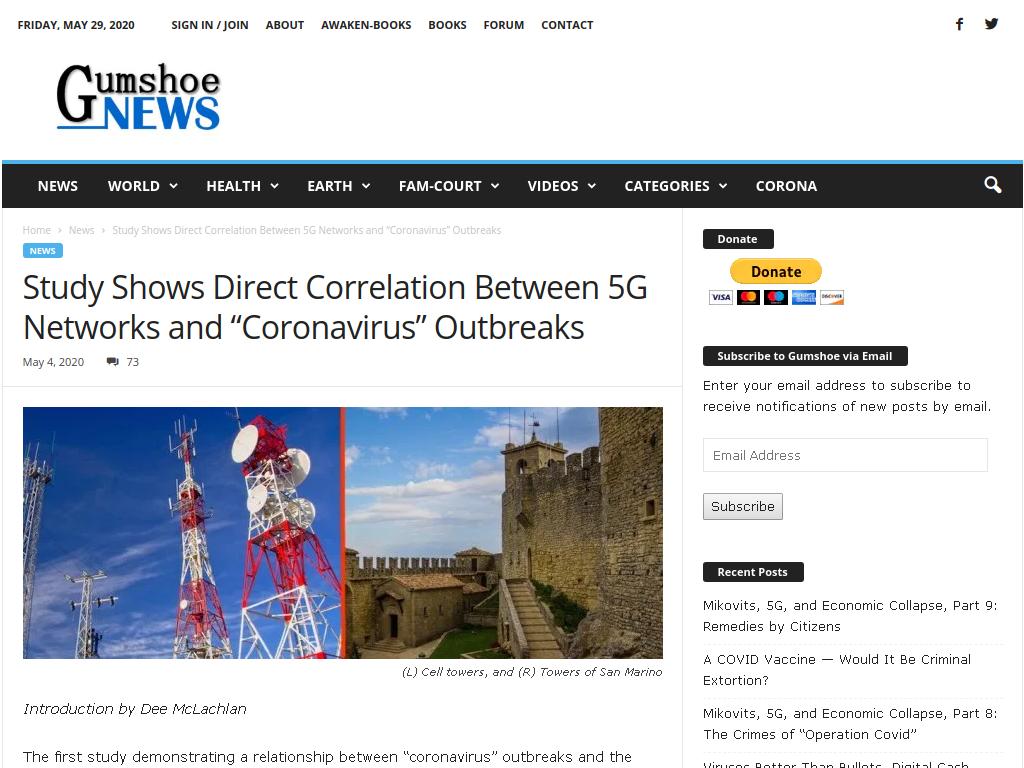 FRIDAY, MAY 29, 2020 SIGN IN / JOIN ABOUT AWAKEN-BOOKS BOOKS FORUM CONTACT
Gumshoe
NEWS
NEWS WORLD HEALTH EARTH FAM-COURT VIDEOS CATEGORIES CORONA
Home › News › Study Shows Direct Correlation Between 5G Networks and “Coronavirus” Outbreaks
NEWS
Study Shows Direct Correlation Between 5G
Networks and “Coronavirus” Outbreaks
May 4, 2020 73
(L) Cell towers, and (R) Towers of San Marino
Introduction by Dee McLachlan
The first study demonstrating a relationship between “coronavirus” outbreaks and the
Donate
Donate
VISA
DISCOVER
Subscribe to Gumshoe via Email
Enter your email address to subscribe to
receive notifications of new posts by email.
Email Address
Subscribe
Recent Posts
Mikovits, 5G, and Economic Collapse, Part 9:
Remedies by Citizens
A COVID Vaccine — Would It Be Criminal
Extortion?
Mikovits, 5G, and Economic Collapse, Part 8:
The Crimes of “Operation Covid”
Viruses Better Than Bullets, Digital Cash